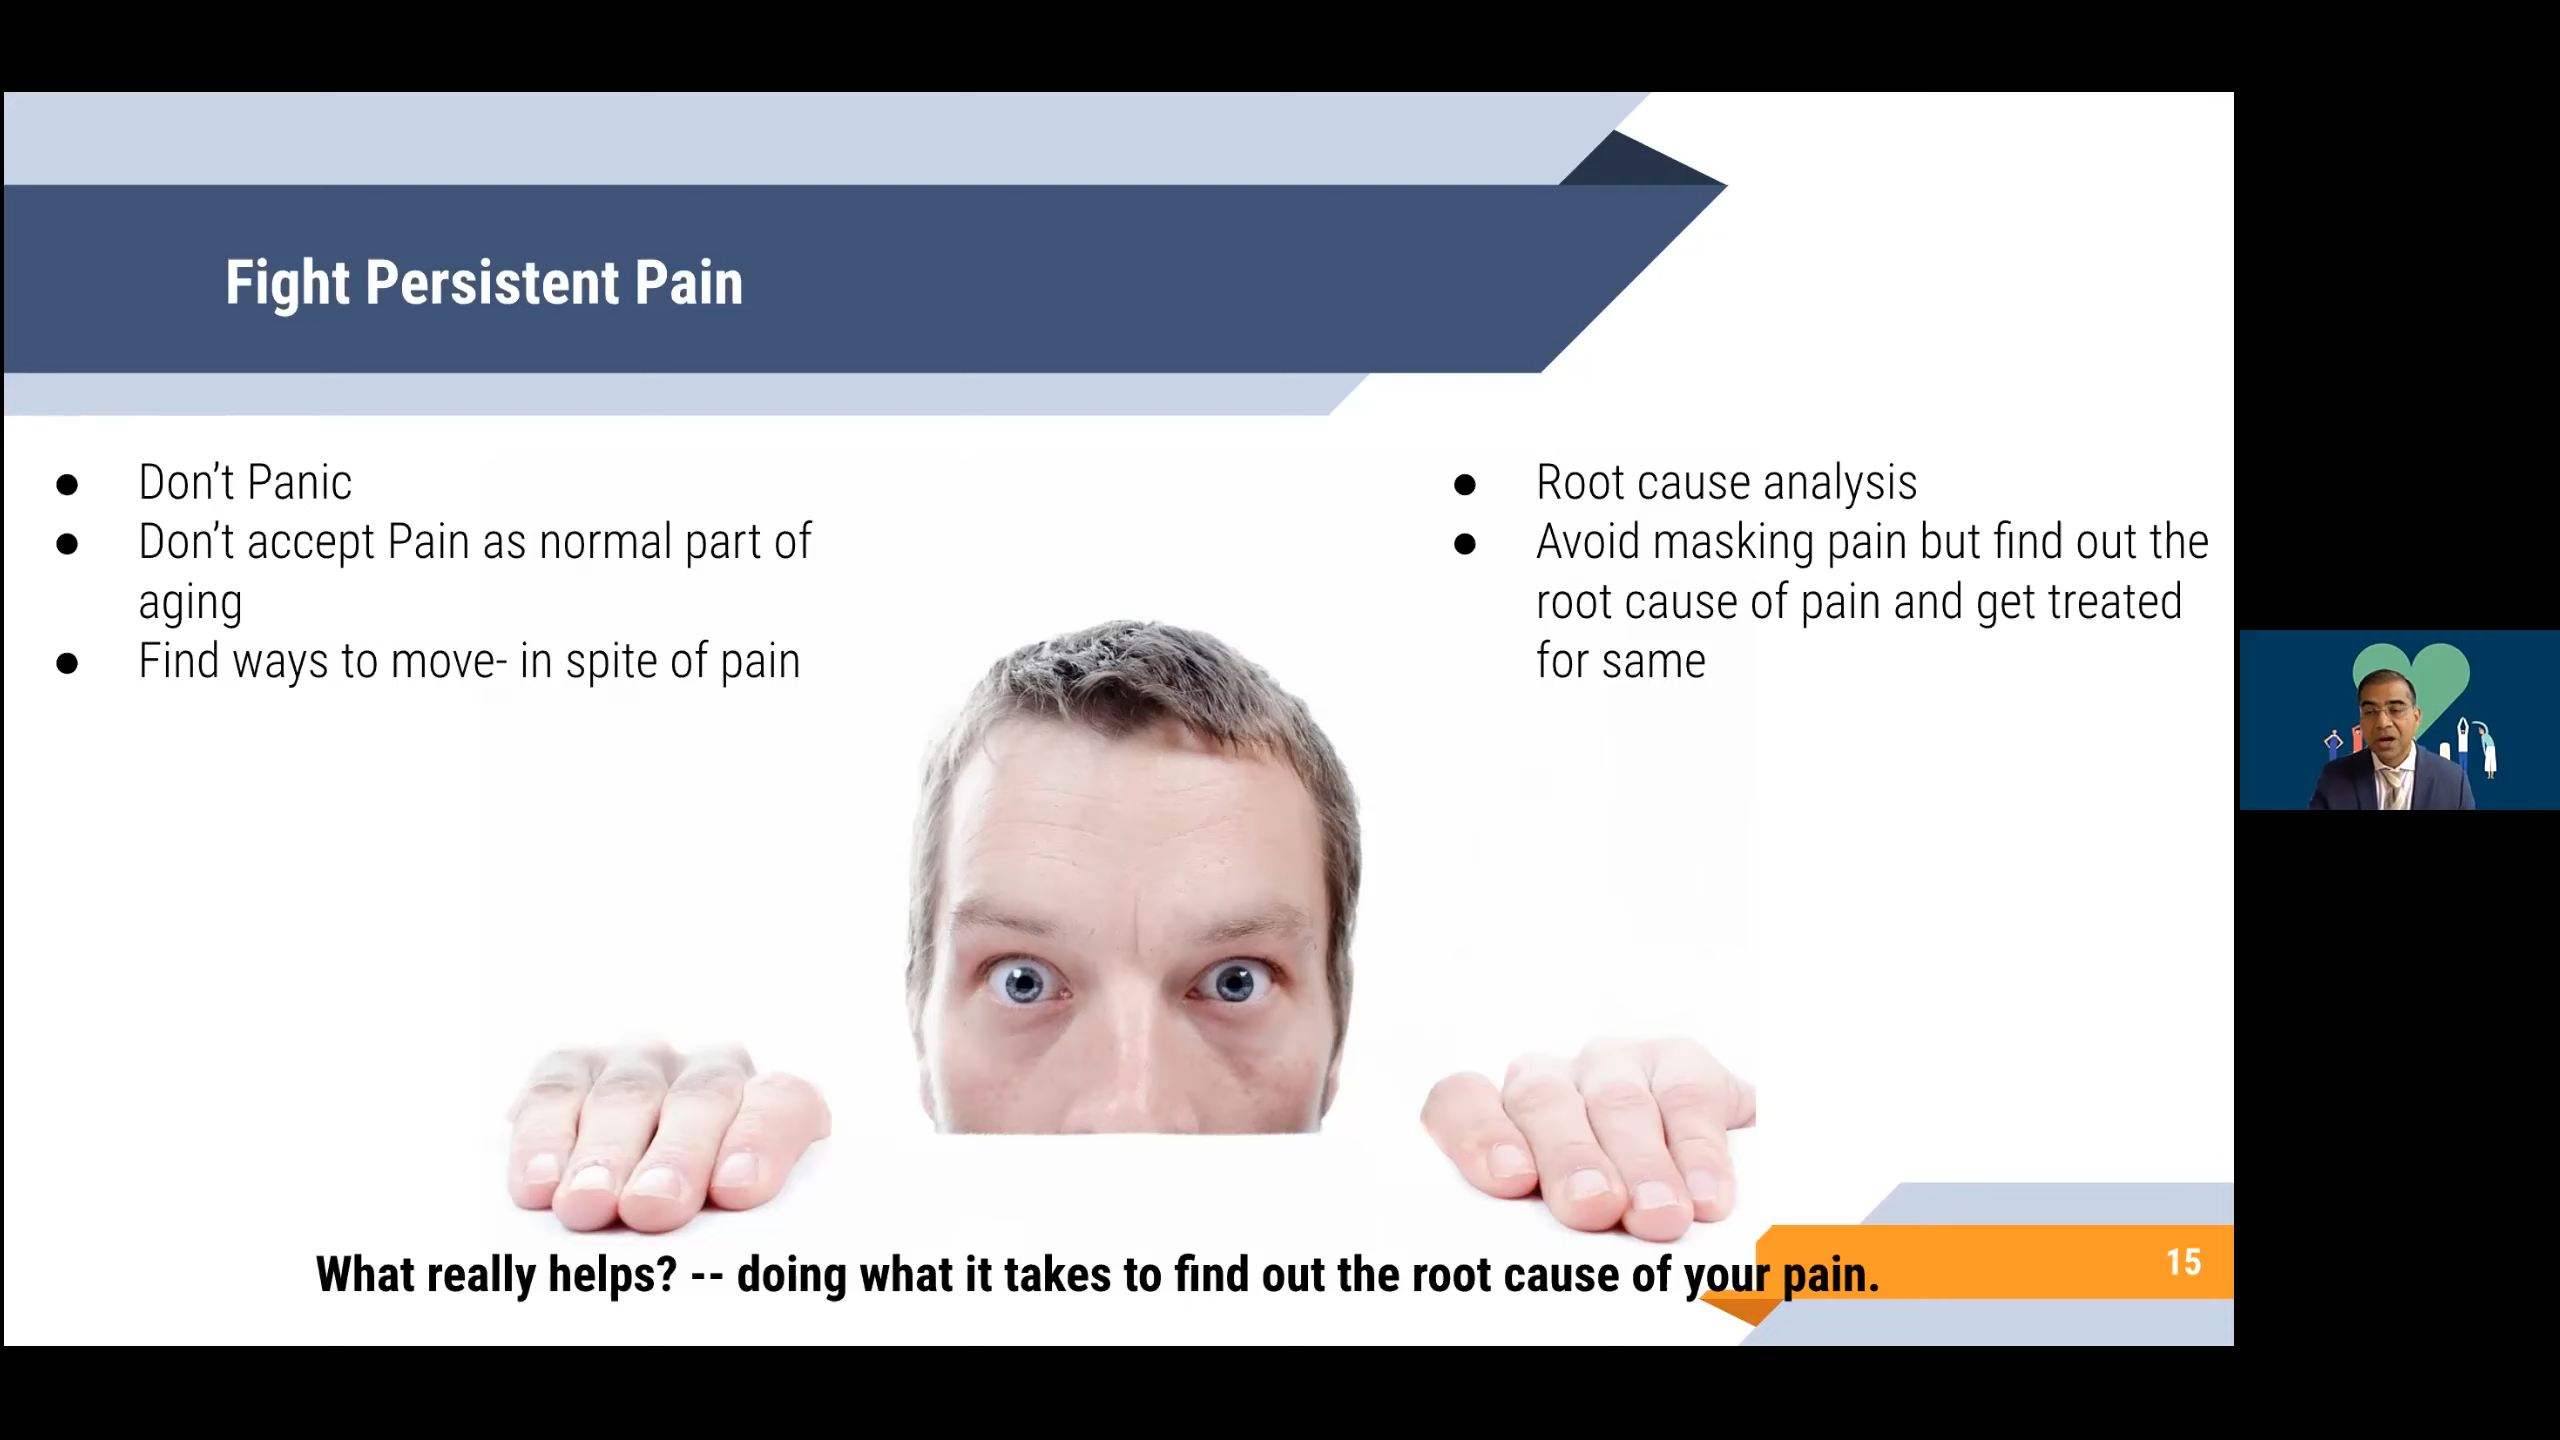 Fight Persistent Pain
● Don’t Panic
● Don’t accept Pain as normal part of
aging
● Find ways to move- in spite of pain
● Root cause analysis
● Avoid masking pain but find out the
root cause of pain and get treated
for same
What really helps? -- doing what it takes to find out the root cause of your pain.
15